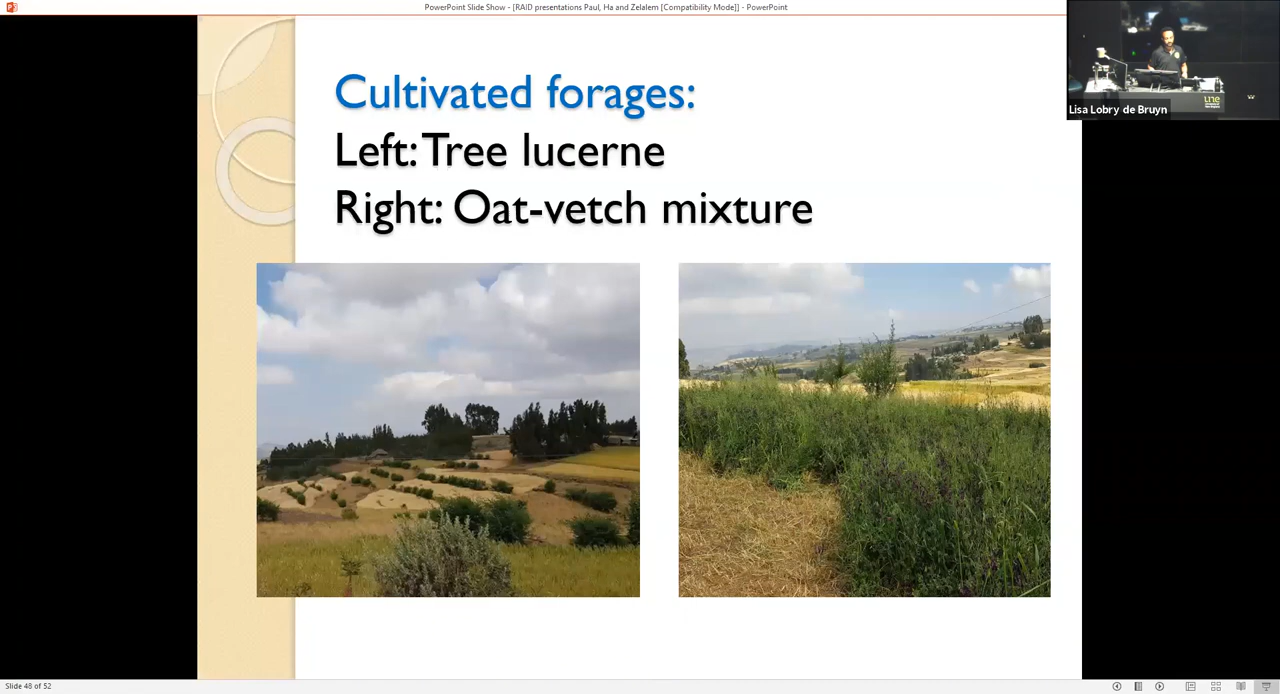 PowerPoint Slide Show - [RAID presentations Paul, Ha and Zelalem [Compatibility Mode]] - PowerPoint
Lisa Lobry de Bruyn
une
Cultivated forages:
Left: Tree lucerne
Right: Oat-vetch mixture
Slide 48 of 52